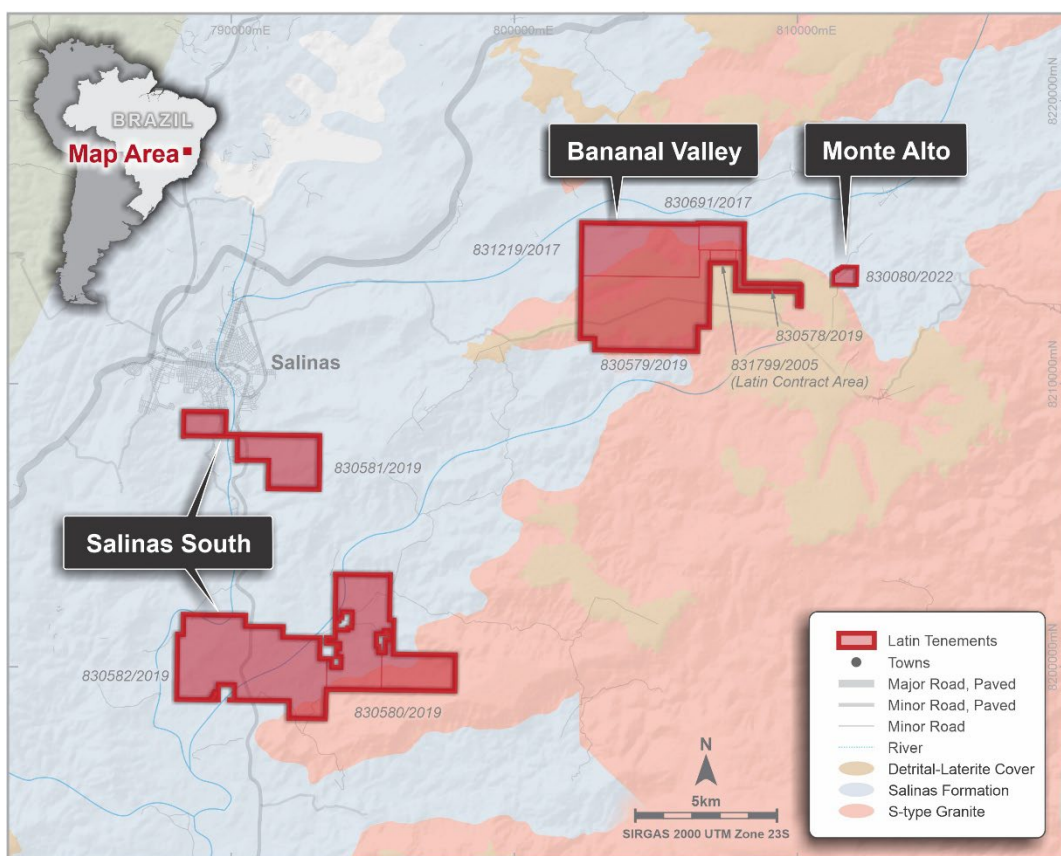 790000mE
800000mE
810000mE
8220000mN
BRAZIL
Map Area
Bananal Valley
Monte Alto
830691/2017
831219/2017
830080/2022
830578/2019
830579/2019
831799/2005
(Latin Contract Area)
8210000mN
Salinas
830581/2019
Salinas South
830582/2019
830580/2019
8200000mN
N
5km
SIRGAS 2000 UTM Zone 23S
Latin Tenements
Towns
Major Road, Paved
Minor Road, Paved
Minor Road
River
Detrital-Laterite Cover
Salinas Formation
S-type Granite